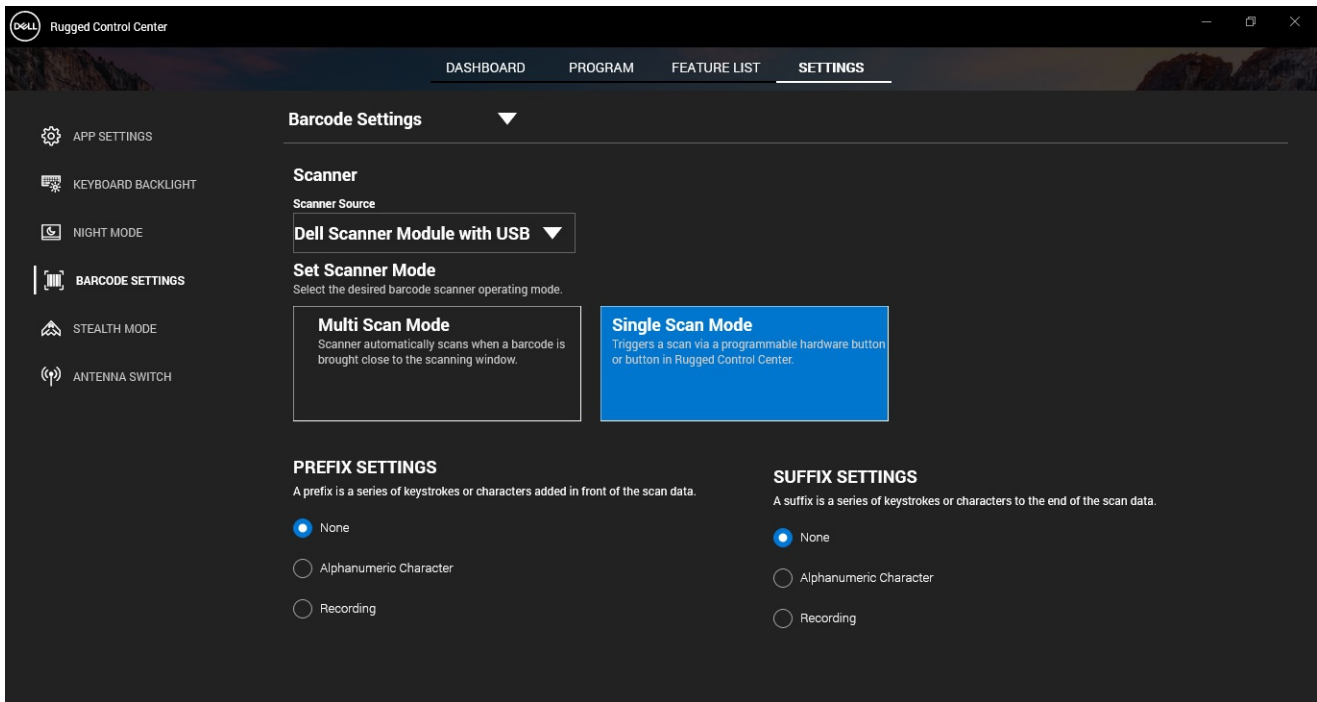 DELL
Rugged Control Center
DASHBOARD PROGRAM FEATURE LIST SETTINGS
APP SETTINGS
KEYBOARD BACKLIGHT
NIGHT MODE
BARCODE SETTINGS
STEALTH MODE
ANTENNA SWITCH
Barcode Settings
Scanner
Scanner Source
Dell Scanner Module with USB
Set Scanner Mode
Select the desired barcode scanner operating mode.
Multi Scan Mode
Scanner automatically scans when a barcode is
brought close to the scanning window.
Single Scan Mode
Triggers a scan via a programmable hardware button
or button in Rugged Control Center.
PREFIX SETTINGS
A prefix is a series of keystrokes or characters added in front of the scan data.
None
Alphanumeric Character
Recording
SUFFIX SETTINGS
A suffix is a series of keystrokes or characters to the end of the scan data.
None
Alphanumeric Character
Recording